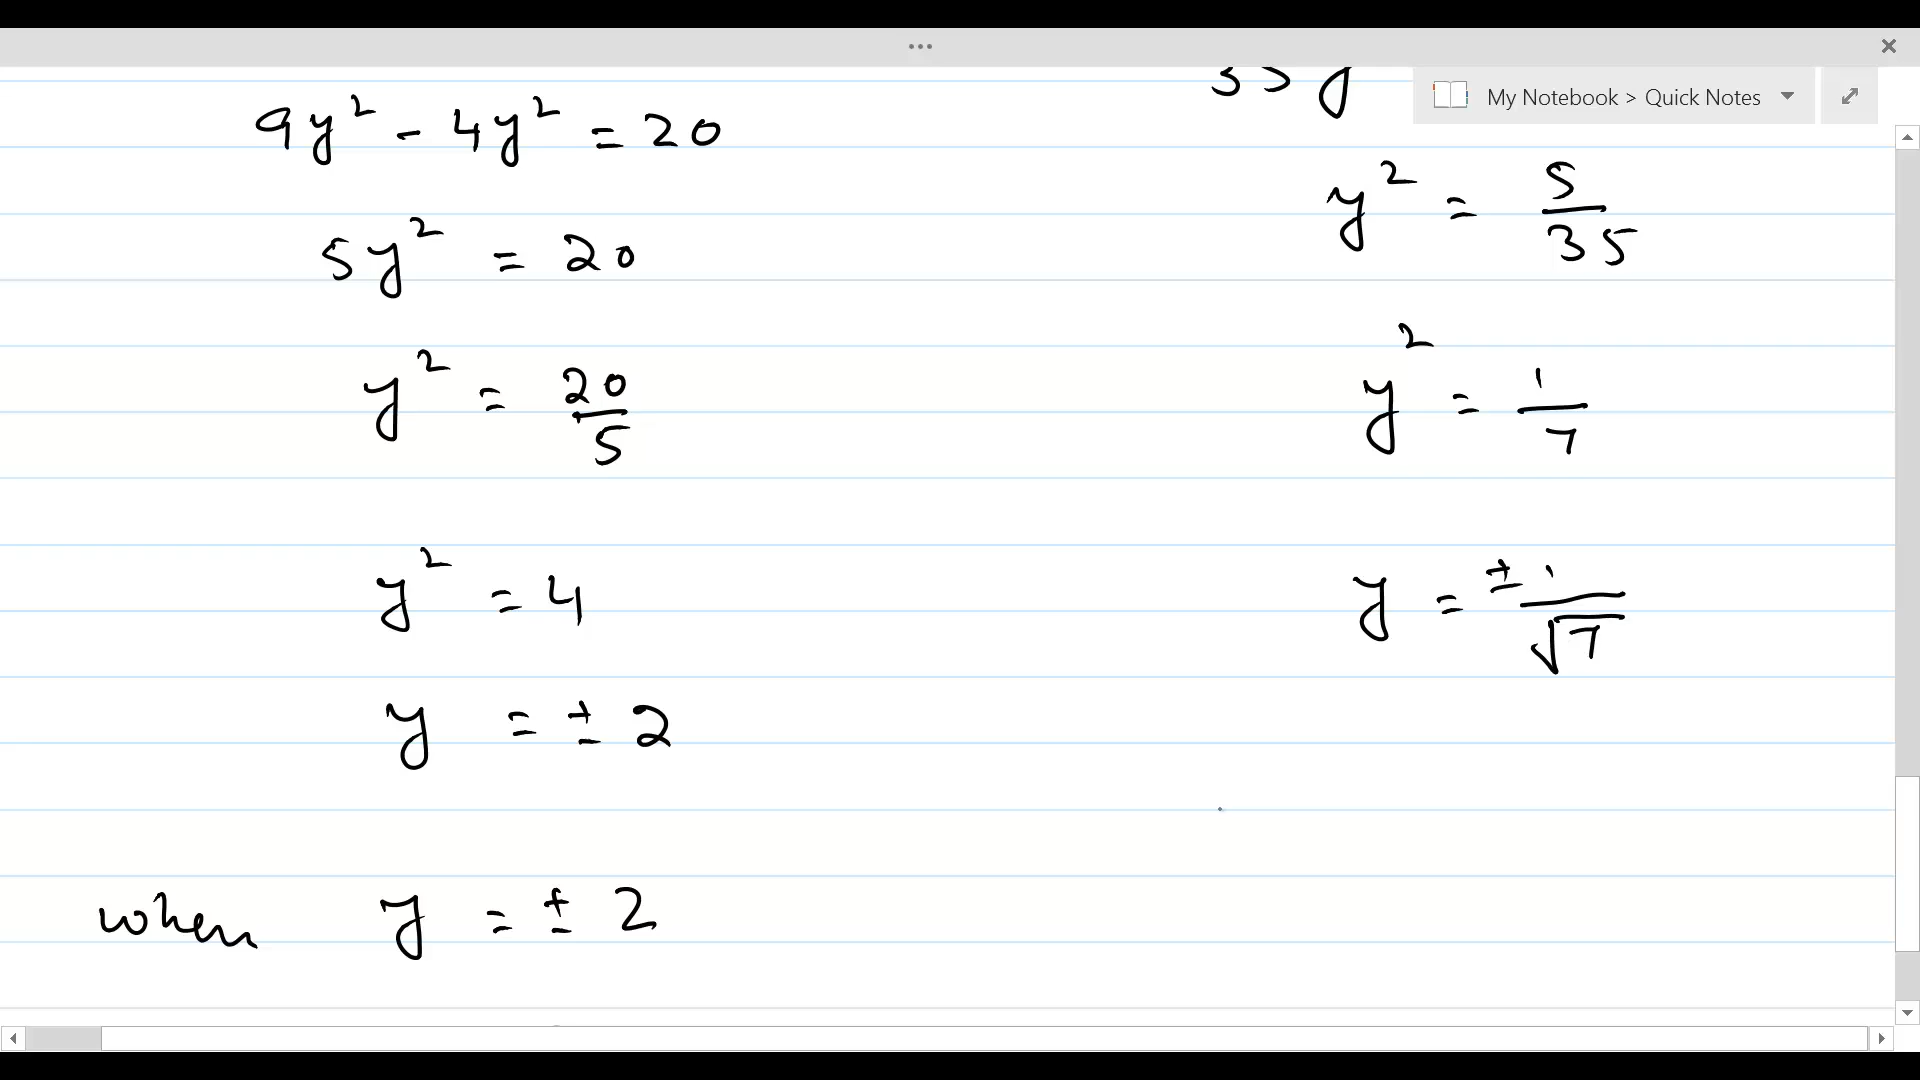 My Notebook > Quick Notes
9y² - 4y² = 20
5y² = 20
y² = 20/5
y² = 4
y = ± 2
when y = ± 2
y² = 5/35
y² = 1/7
y = ± 1/√7